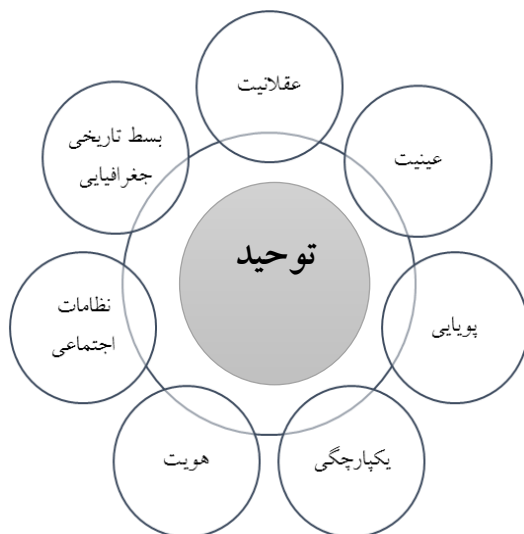 توحید
عقلانیت
عینیت
پویایی
یکپارچگی
هویت
نظامات
اجتماعی
بسط تاریخی
جغرافیایی